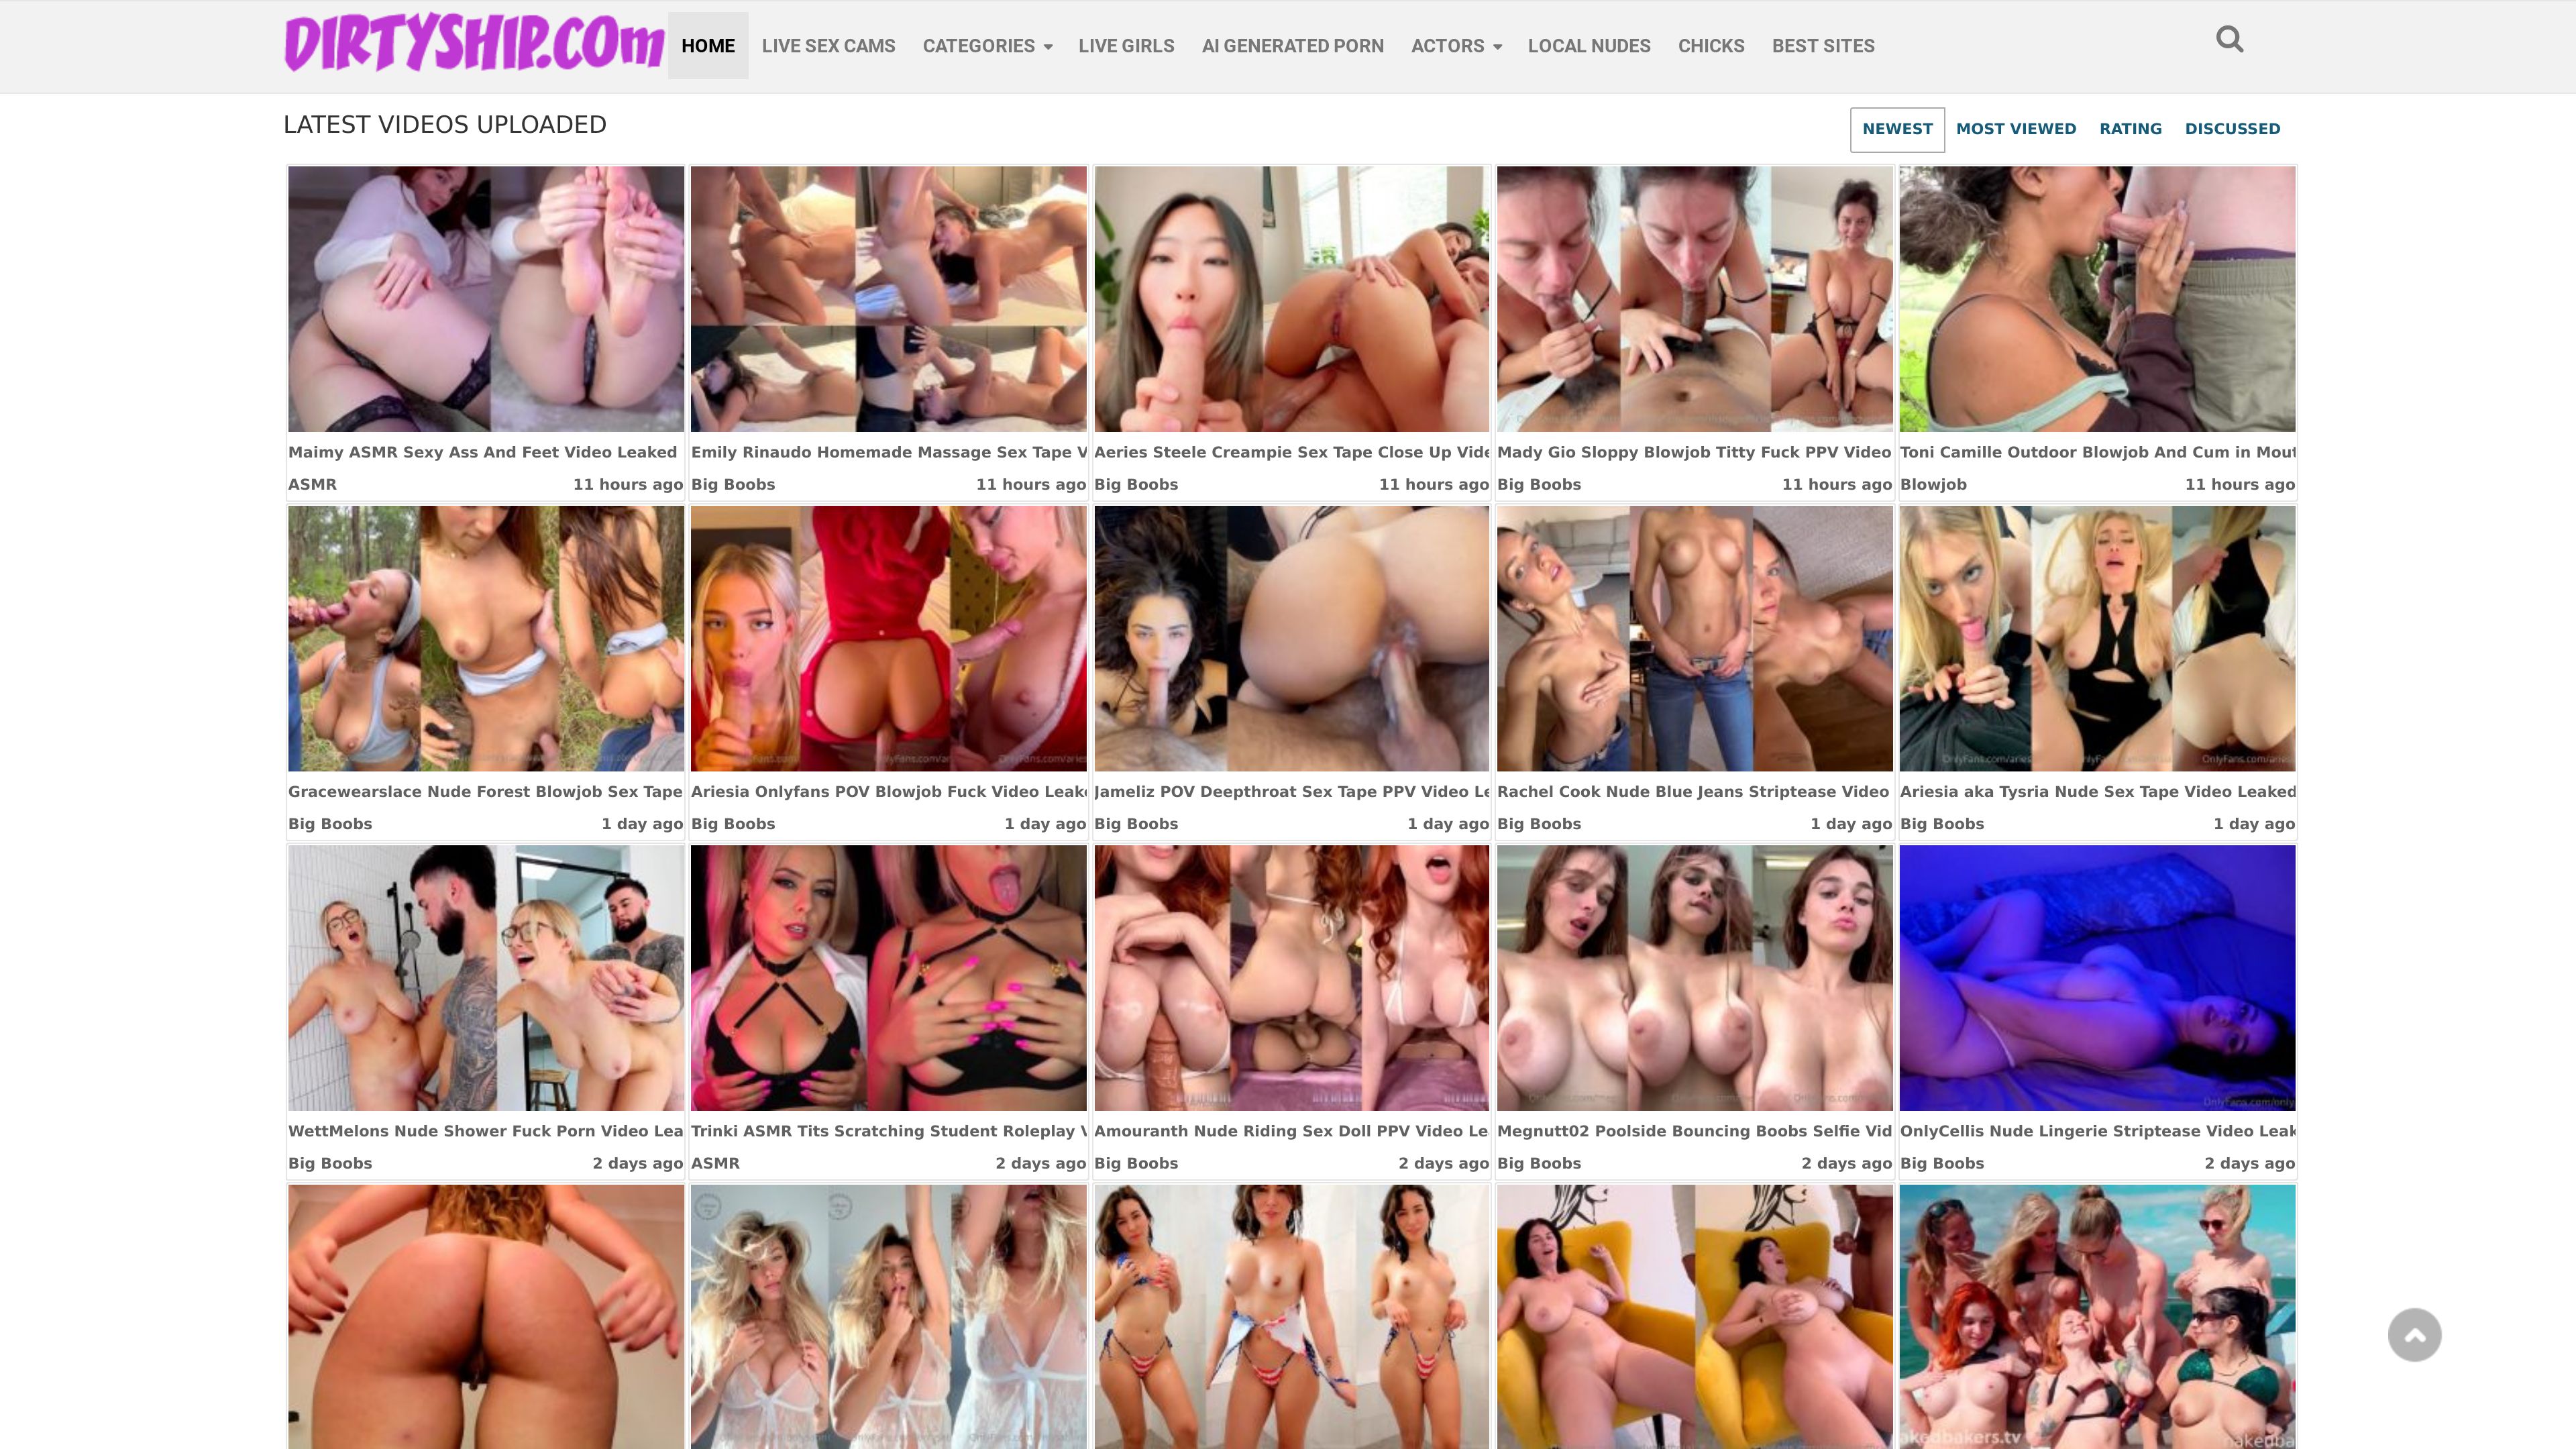 DIRTYSHIP.COm
HOME
LIVE SEX CAMS
CATEGORIES
LIVE GIRLS
AI GENERATED PORN
ACTORS
LOCAL NUDES
CHICKS
BEST SITES
LATEST VIDEOS UPLOADED
NEWEST
MOST VIEWED
RATING
DISCUSSED
Maimy ASMR Sexy Ass And Feet Video Leaked
ASMR
11 hours ago
Emily Rinaudo Homemade Massage Sex Tape V
Big Boobs
11 hours ago
Aeries Steele Creampie Sex Tape Close Up Vide
Big Boobs
11 hours ago
Mady Gio Sloppy Blowjob Titty Fuck PPV Video
Big Boobs
11 hours ago
Toni Camille Outdoor Blowjob And Cum in Mout
Blowjob
11 hours ago
Gracewearslace Nude Forest Blowjob Sex Tape
Big Boobs
1 day ago
Ariesia Onlyfans POV Blowjob Fuck Video Leake
Big Boobs
1 day ago
Jameliz POV Deepthroat Sex Tape PPV Video Le
Big Boobs
1 day ago
Rachel Cook Nude Blue Jeans Striptease Video
Big Boobs
1 day ago
Ariesia aka Tysria Nude Sex Tape Video Leaked
Big Boobs
1 day ago
WettMelons Nude Shower Fuck Porn Video Lea
Big Boobs
2 days ago
Trinki ASMR Tits Scratching Student Roleplay V
ASMR
2 days ago
Amouranth Nude Riding Sex Doll PPV Video Le
Big Boobs
2 days ago
Megnutt02 Poolside Bouncing Boobs Selfie Vid
Big Boobs
2 days ago
OnlyCellis Nude Lingerie Striptease Video Leak
Big Boobs
2 days ago
akedbakers.tv
nakedba